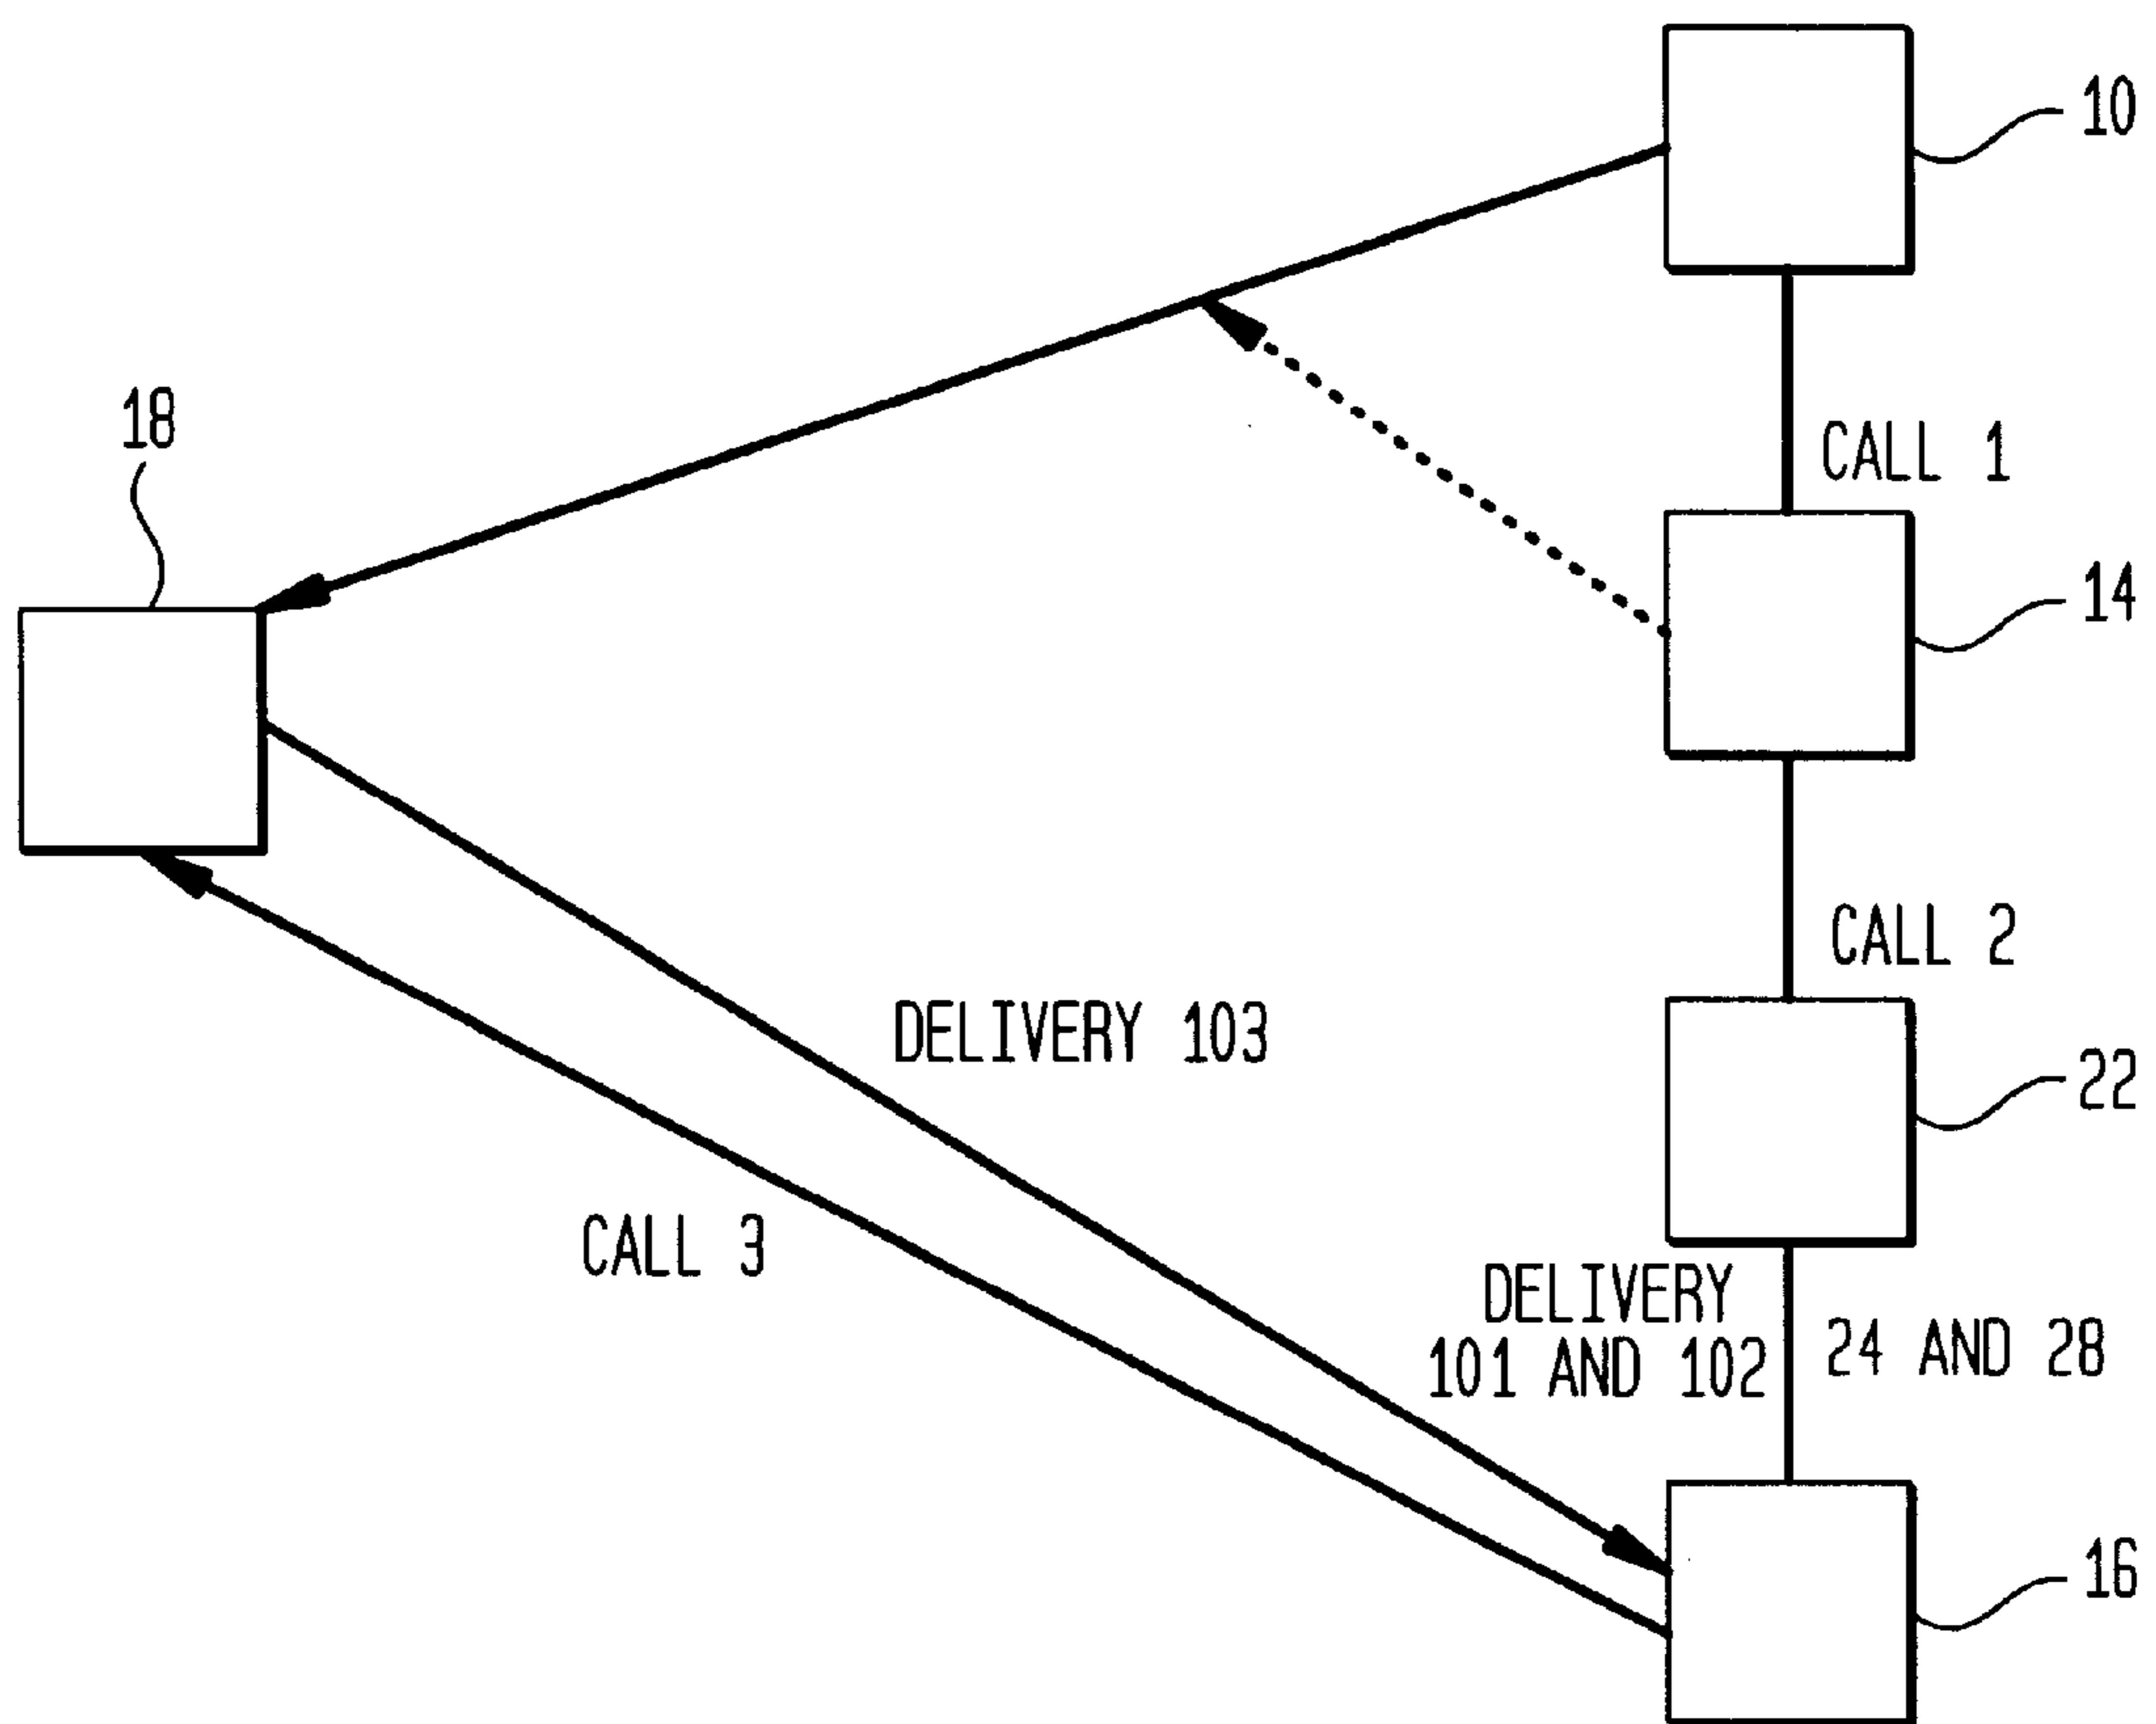 10
18
CALL 1
14
CALL 2
DELIVERY 103
22
CALL 3
DELIVERY
101 AND 102
24 AND 28
16